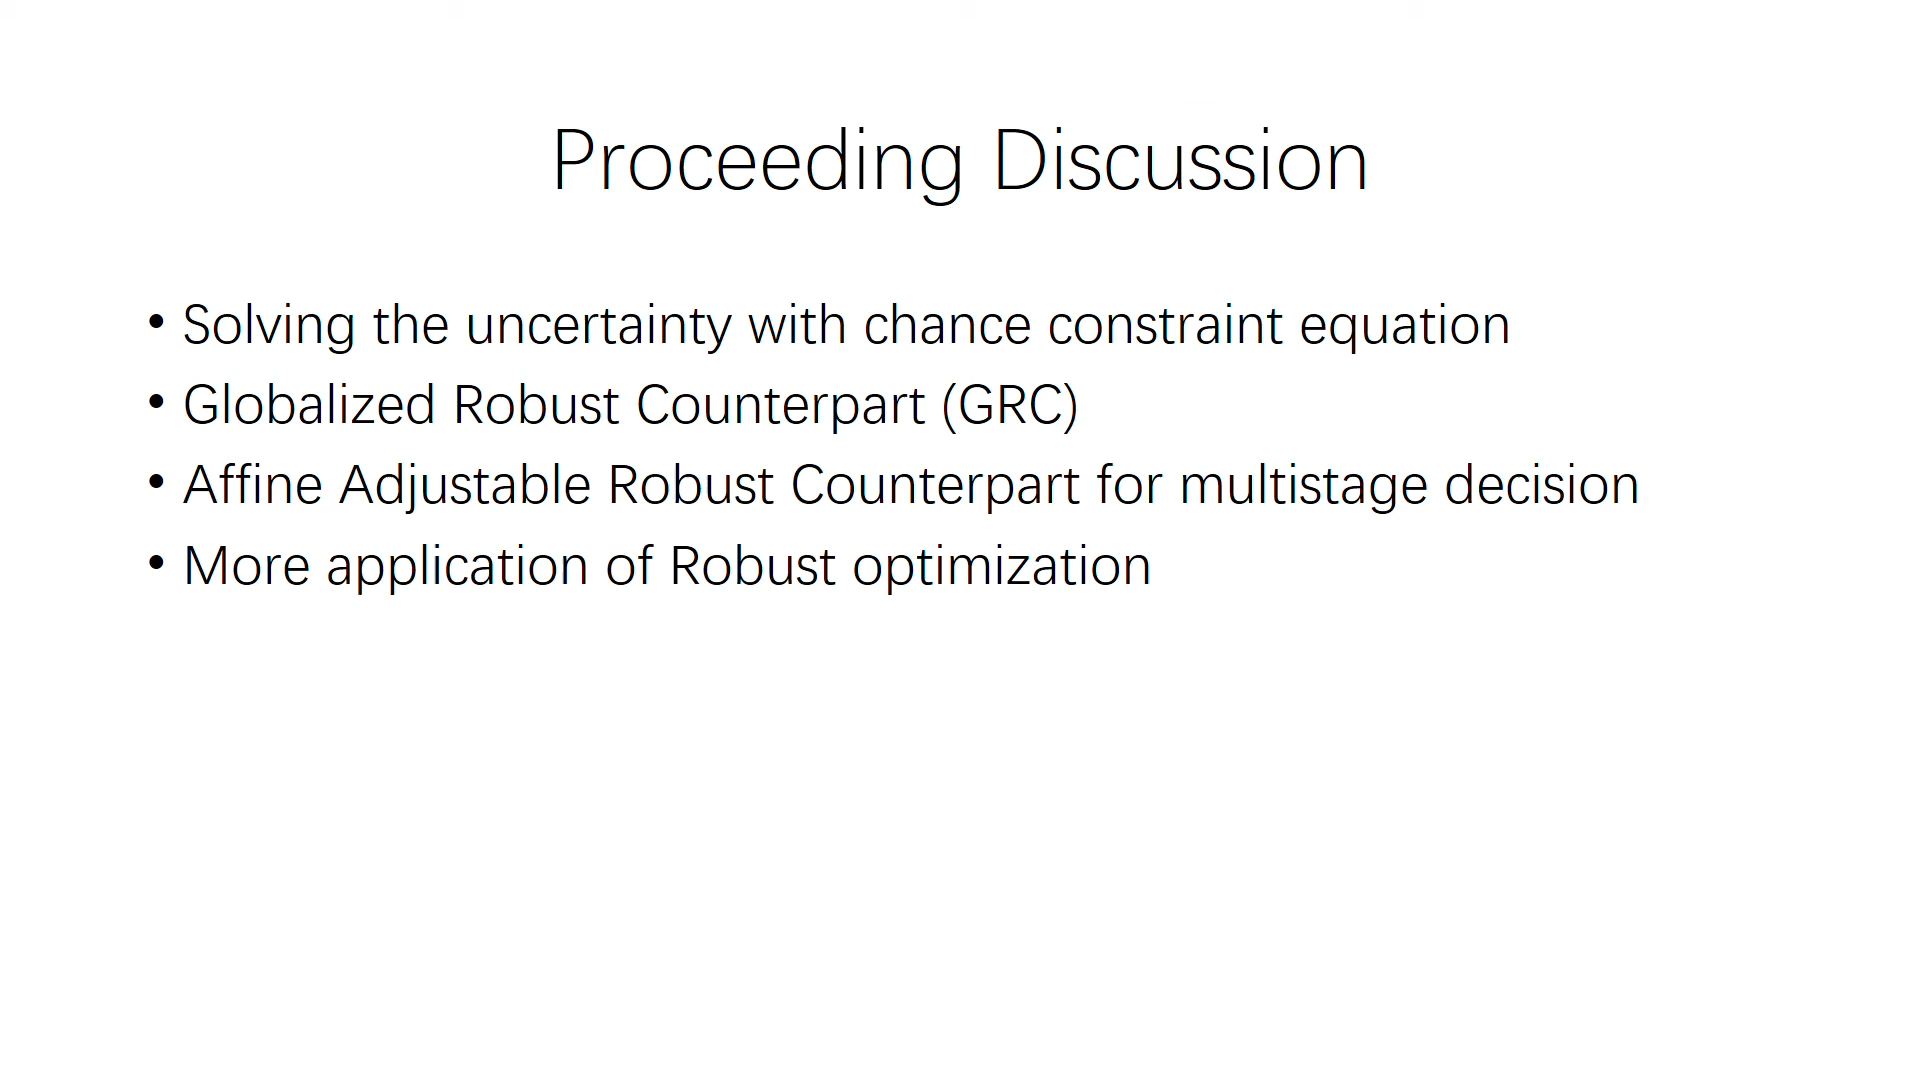 Proceeding Discussion
• Solving the uncertainty with chance constraint equation
• Globalized Robust Counterpart (GRC)
• Affine Adjustable Robust Counterpart for multistage decision
• More application of Robust optimization